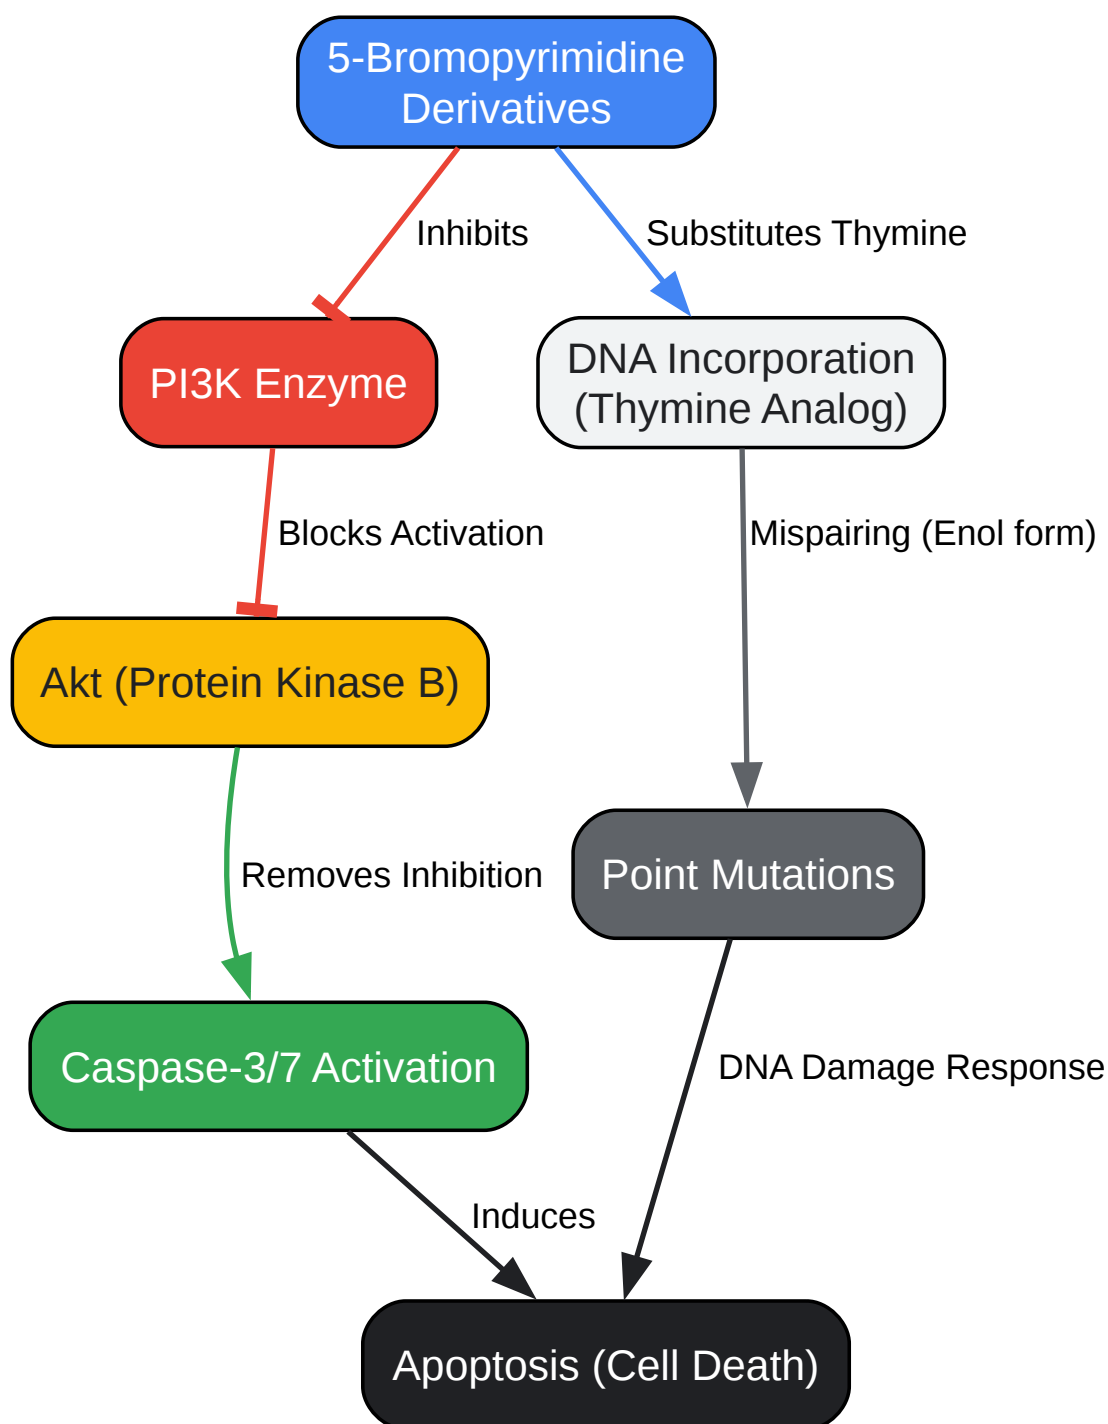 5-Bromopyrimidine
Derivatives
Inhibits
Substitutes Thymine
PI3K Enzyme
DNA Incorporation
(Thymine Analog)
Blocks Activation
Mispairing (Enol form)
Akt (Protein Kinase B)
Removes Inhibition
Point Mutations
Caspase-3/7 Activation
DNA Damage Response
Induces
Apoptosis (Cell Death)